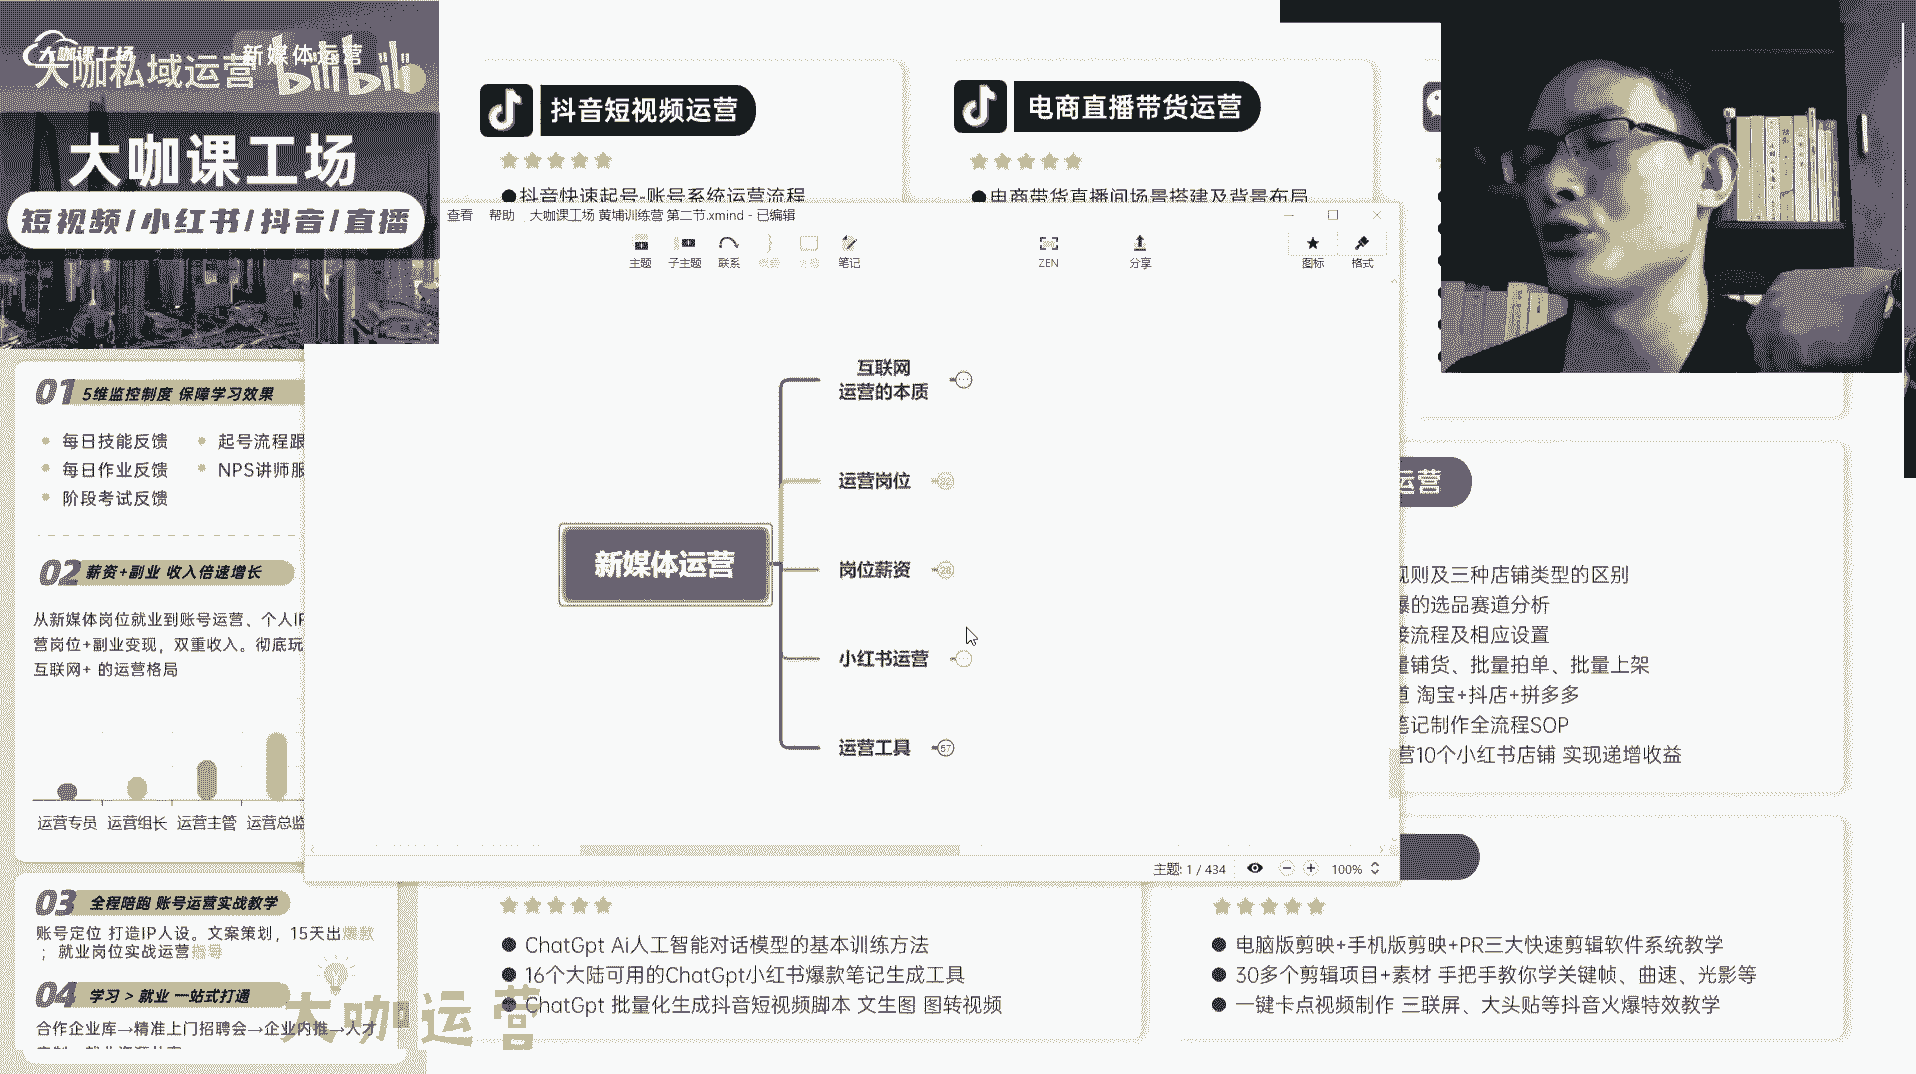 大咖课工场
新媒体运营
大咖私域运营
bilibili
大咖课工场
短视频/小红书/抖音/直播
抖音短视频运营
抖音快速起号-账号系统运营流程
电商直播带货运营
电商带货直播间场景搭建及背景布局
查看 帮助 大咖课工场 黄埔训练营 第二节.xmind - 已编辑
主题 子主题 联系 笔记 ZEN 分享 图标 格式
互联网
运营的本质
运营岗位 22
新媒体运营
岗位薪资 28
小红书运营
运营工具 57
主题: 1 / 434 100%
01 5维监控制度 保障学习效果
每日技能反馈 起号流程跟
每日作业反馈 NPS讲师服
阶段考试反馈
02 薪资+副业 收入倍速增长
从新媒体岗位就业到账号运营、个人IP
营岗位+副业变现，双重收入。彻底玩
互联网+ 的运营格局
运营专员 运营组长 运营主管 运营总监
03 全程陪跑 账号运营实战教学
账号定位 打造IP人设。文案策划，15天出爆款
；就业岗位实战运营指导
04 学习 > 就业 一站式打通
合作企业库→精准上门招聘会→企业内推→人才
大咖运营
运营
规则及三种店铺类型的区别
爆的选品赛道分析
接流程及相应设置
量铺货、批量拍单、批量上架
道 淘宝+抖店+拼多多
笔记制作全流程SOP
营10个小红书店铺 实现递增收益
ChatGpt Ai人工智能对话模型的基本训练方法
16个大陆可用的ChatGpt小红书爆款笔记生成工具
ChatGpt 批量化生成抖音短视频脚本 文生图 图转视频
电脑版剪映+手机版剪映+PR三大快速剪辑软件系统教学
30多个剪辑项目+素材 手把手教你学关键帧、曲速、光影等
一键卡点视频制作 三联屏、大头贴等抖音火爆特效教学